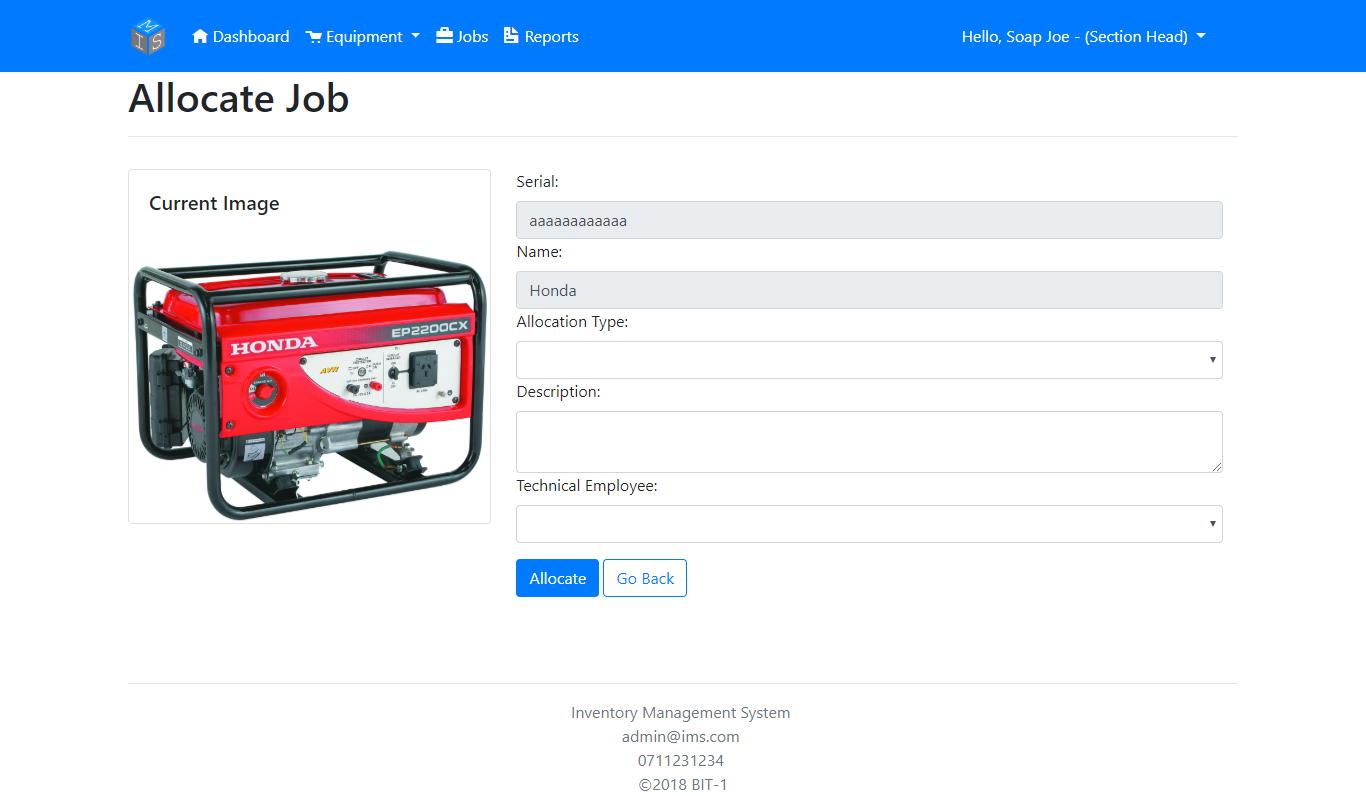 M
I S
Dashboard
Equipment
Jobs
Reports
Hello, Soap Joe - (Section Head)
Allocate Job
Current Image
HONDA
EP2200CX
AVR
Serial:
aaaaaaaaaaaa
Name:
Honda
Allocation Type:
Description:
Technical Employee:
Allocate
Go Back
Inventory Management System
admin@ims.com
0711231234
©2018 BIT-1